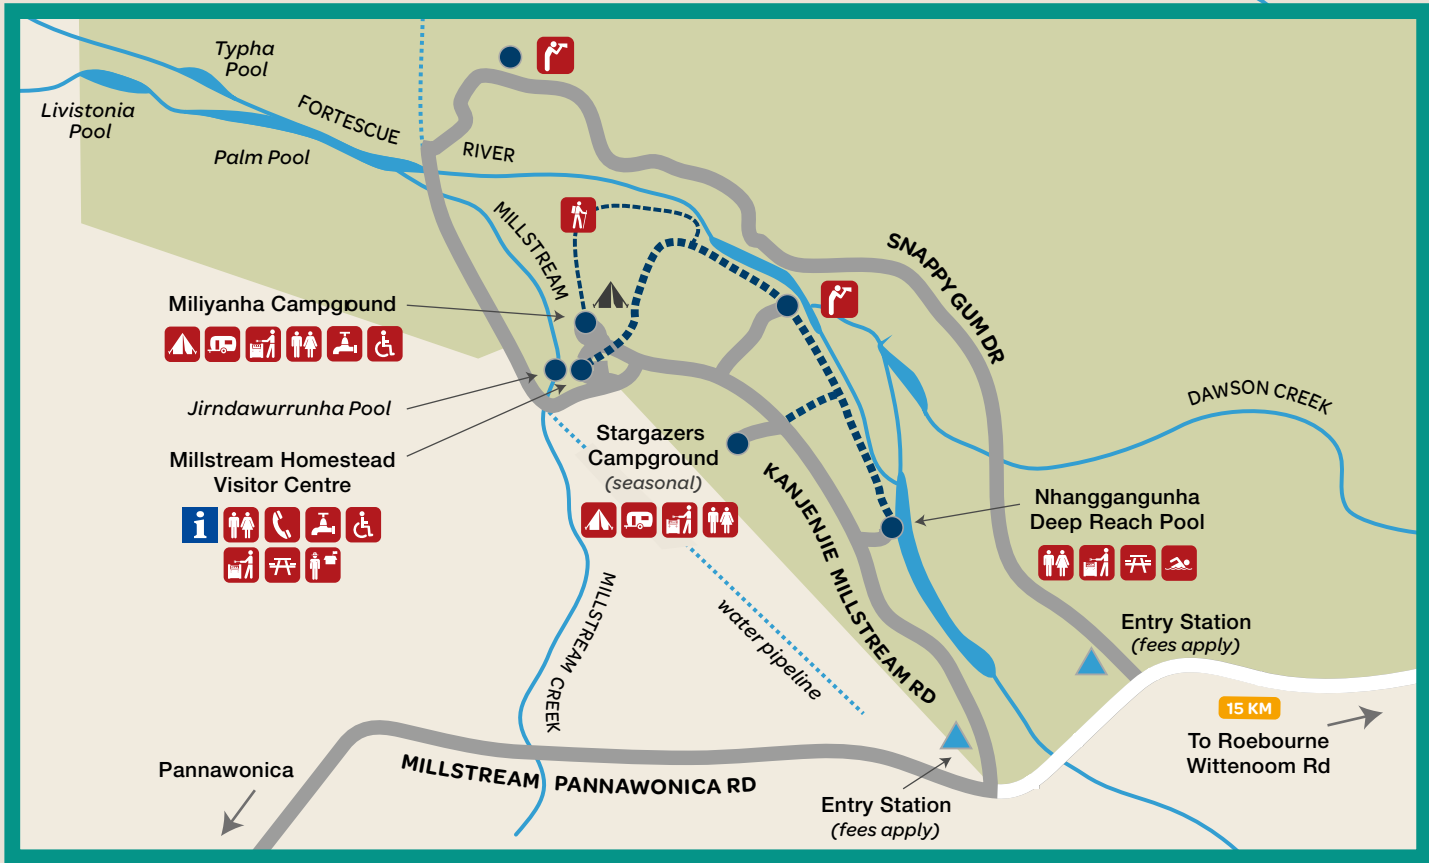 Typha
Pool
Livistonia
Pool
FORTESCUE
RIVER
Palm Pool
MILLSTREAM
SNAPPY GUM DR
Miliyanha Campground
Jirndawurrunha Pool
Millstream Homestead
Visitor Centre
i
Stargazers
Campground
(seasonal)
DAWSON CREEK
KANJENJIE MILLSTREAM RD
Nhanggangunha
Deep Reach Pool
MILLSTREAM CREEK
water pipeline
Entry Station
(fees apply)
15 KM
To Roebourne
Wittenoom Rd
Pannawonica
MILLSTREAM PANNAWONICA RD
Entry Station
(fees apply)